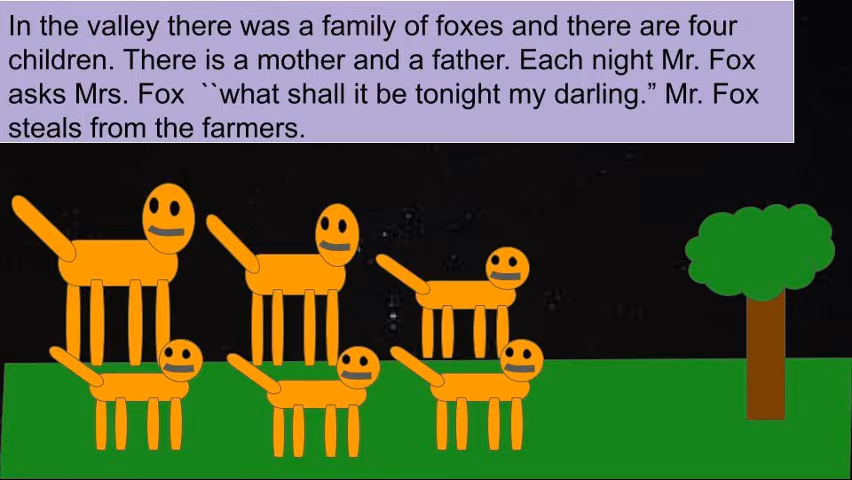 In the valley there was a family of foxes and there are four
children. There is a mother and a father. Each night Mr. Fox
asks Mrs. Fox  ``what shall it be tonight my darling.” Mr. Fox
steals from the farmers.